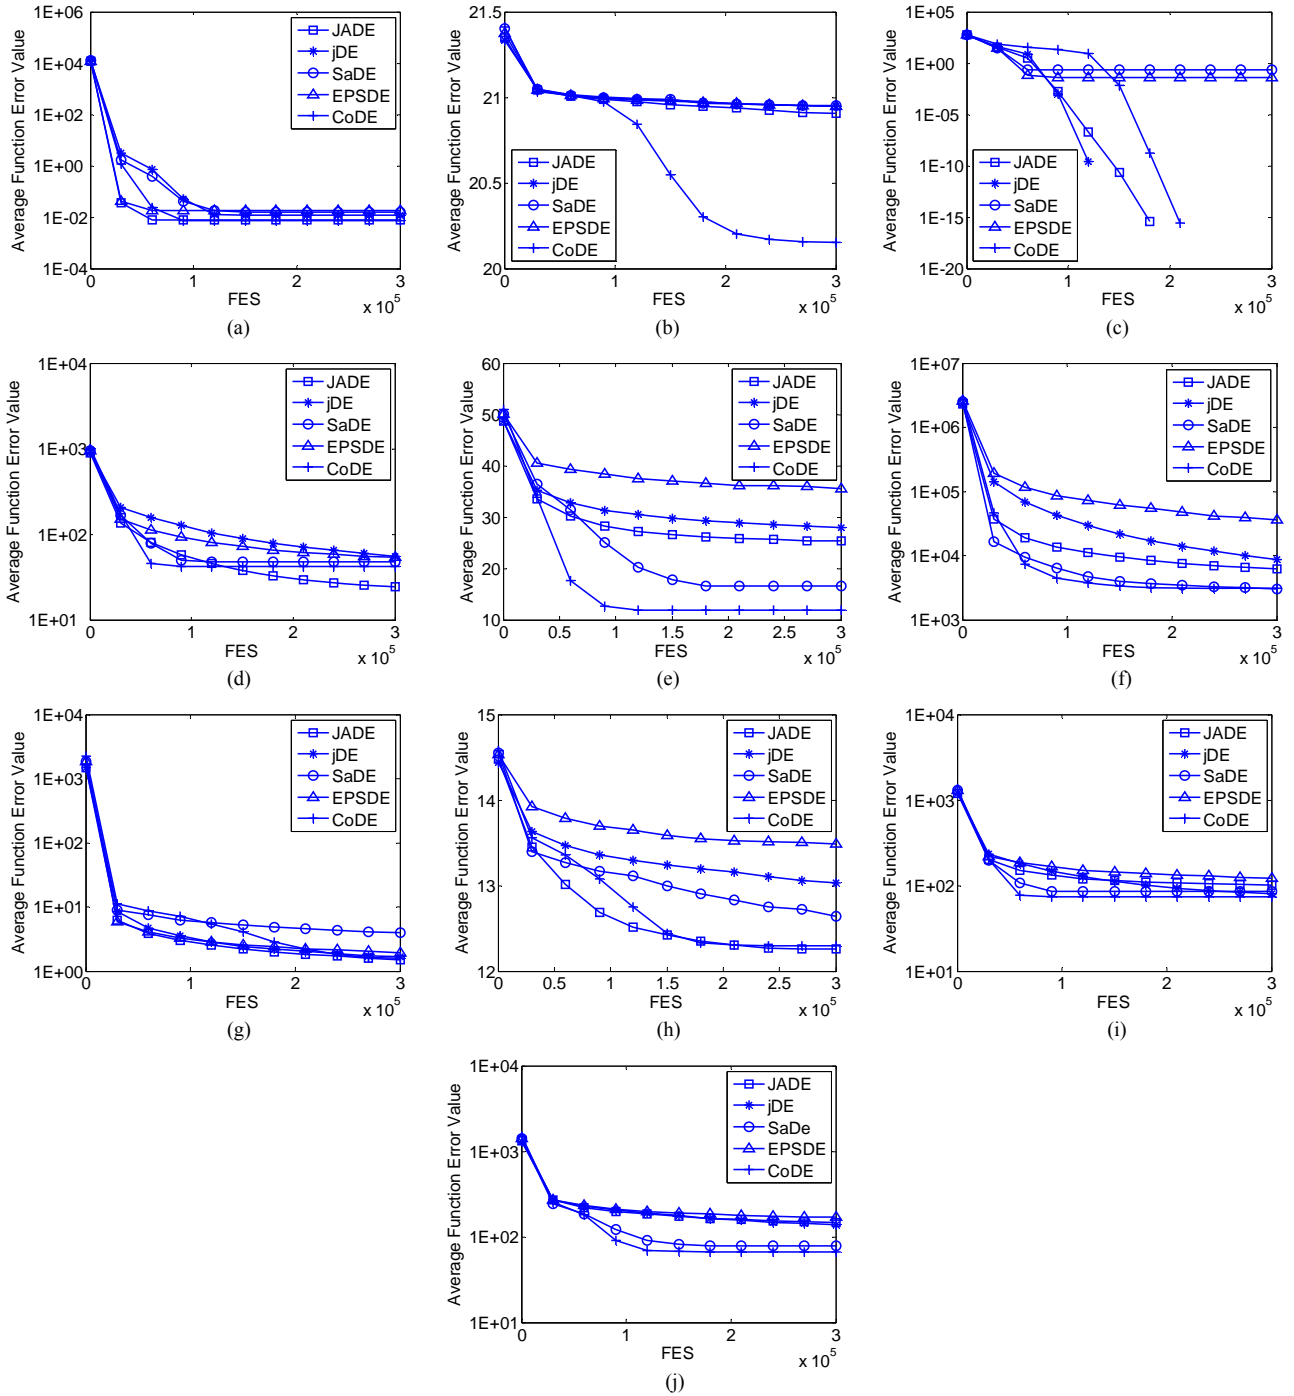 1E+06
1E+04
1E+02
1E+00
1E-02
1E-04
Average Function Error Value
JADE
jDE
SaDE
EPSDE
CoDE
0
1
2
3
FES
x 10^5
(a)
21.5
21
20.5
20
Average Function Error Value
JADE
jDE
SaDE
EPSDE
CoDE
0
1
2
3
FES
x 10^5
(b)
1E+05
1E+00
1E-05
1E-10
1E-15
1E-20
Average Function Error Value
JADE
jDE
SaDE
EPSDE
CoDE
0
1
2
3
FES
x 10^5
(c)
1E+04
1E+03
1E+02
1E+01
Average Function Error Value
JADE
jDE
SaDE
EPSDE
CoDE
0
1
2
3
FES
x 10^5
(d)
60
50
40
30
20
10
Average Function Error Value
JADE
jDE
SaDE
EPSDE
CoDE
0
0.5
1
1.5
2
2.5
3
FES
x 10^5
(e)
1E+07
1E+06
1E+05
1E+04
1E+03
Average Function Error Value
JADE
jDE
SaDE
EPSDE
CoDE
0
1
2
3
FES
x 10^5
(f)
1E+04
1E+03
1E+02
1E+01
1E+00
Average Function Error Value
JADE
jDE
SaDE
EPSDE
CoDE
0
1
2
3
FES
x 10^5
(g)
15
14
13
12
Average Function Error Value
JADE
jDE
SaDE
EPSDE
CoDE
0
0.5
1
1.5
2
2.5
3
FES
x 10^5
(h)
1E+04
1E+03
1E+02
1E+01
Average Function Error Value
JADE
jDE
SaDE
EPSDE
CoDE
0
1
2
3
FES
x 10^5
(i)
1E+04
1E+03
1E+02
1E+01
Average Function Error Value
JADE
jDE
SaDe
EPSDE
CoDE
0
1
2
3
FES
x 10^5
(j)